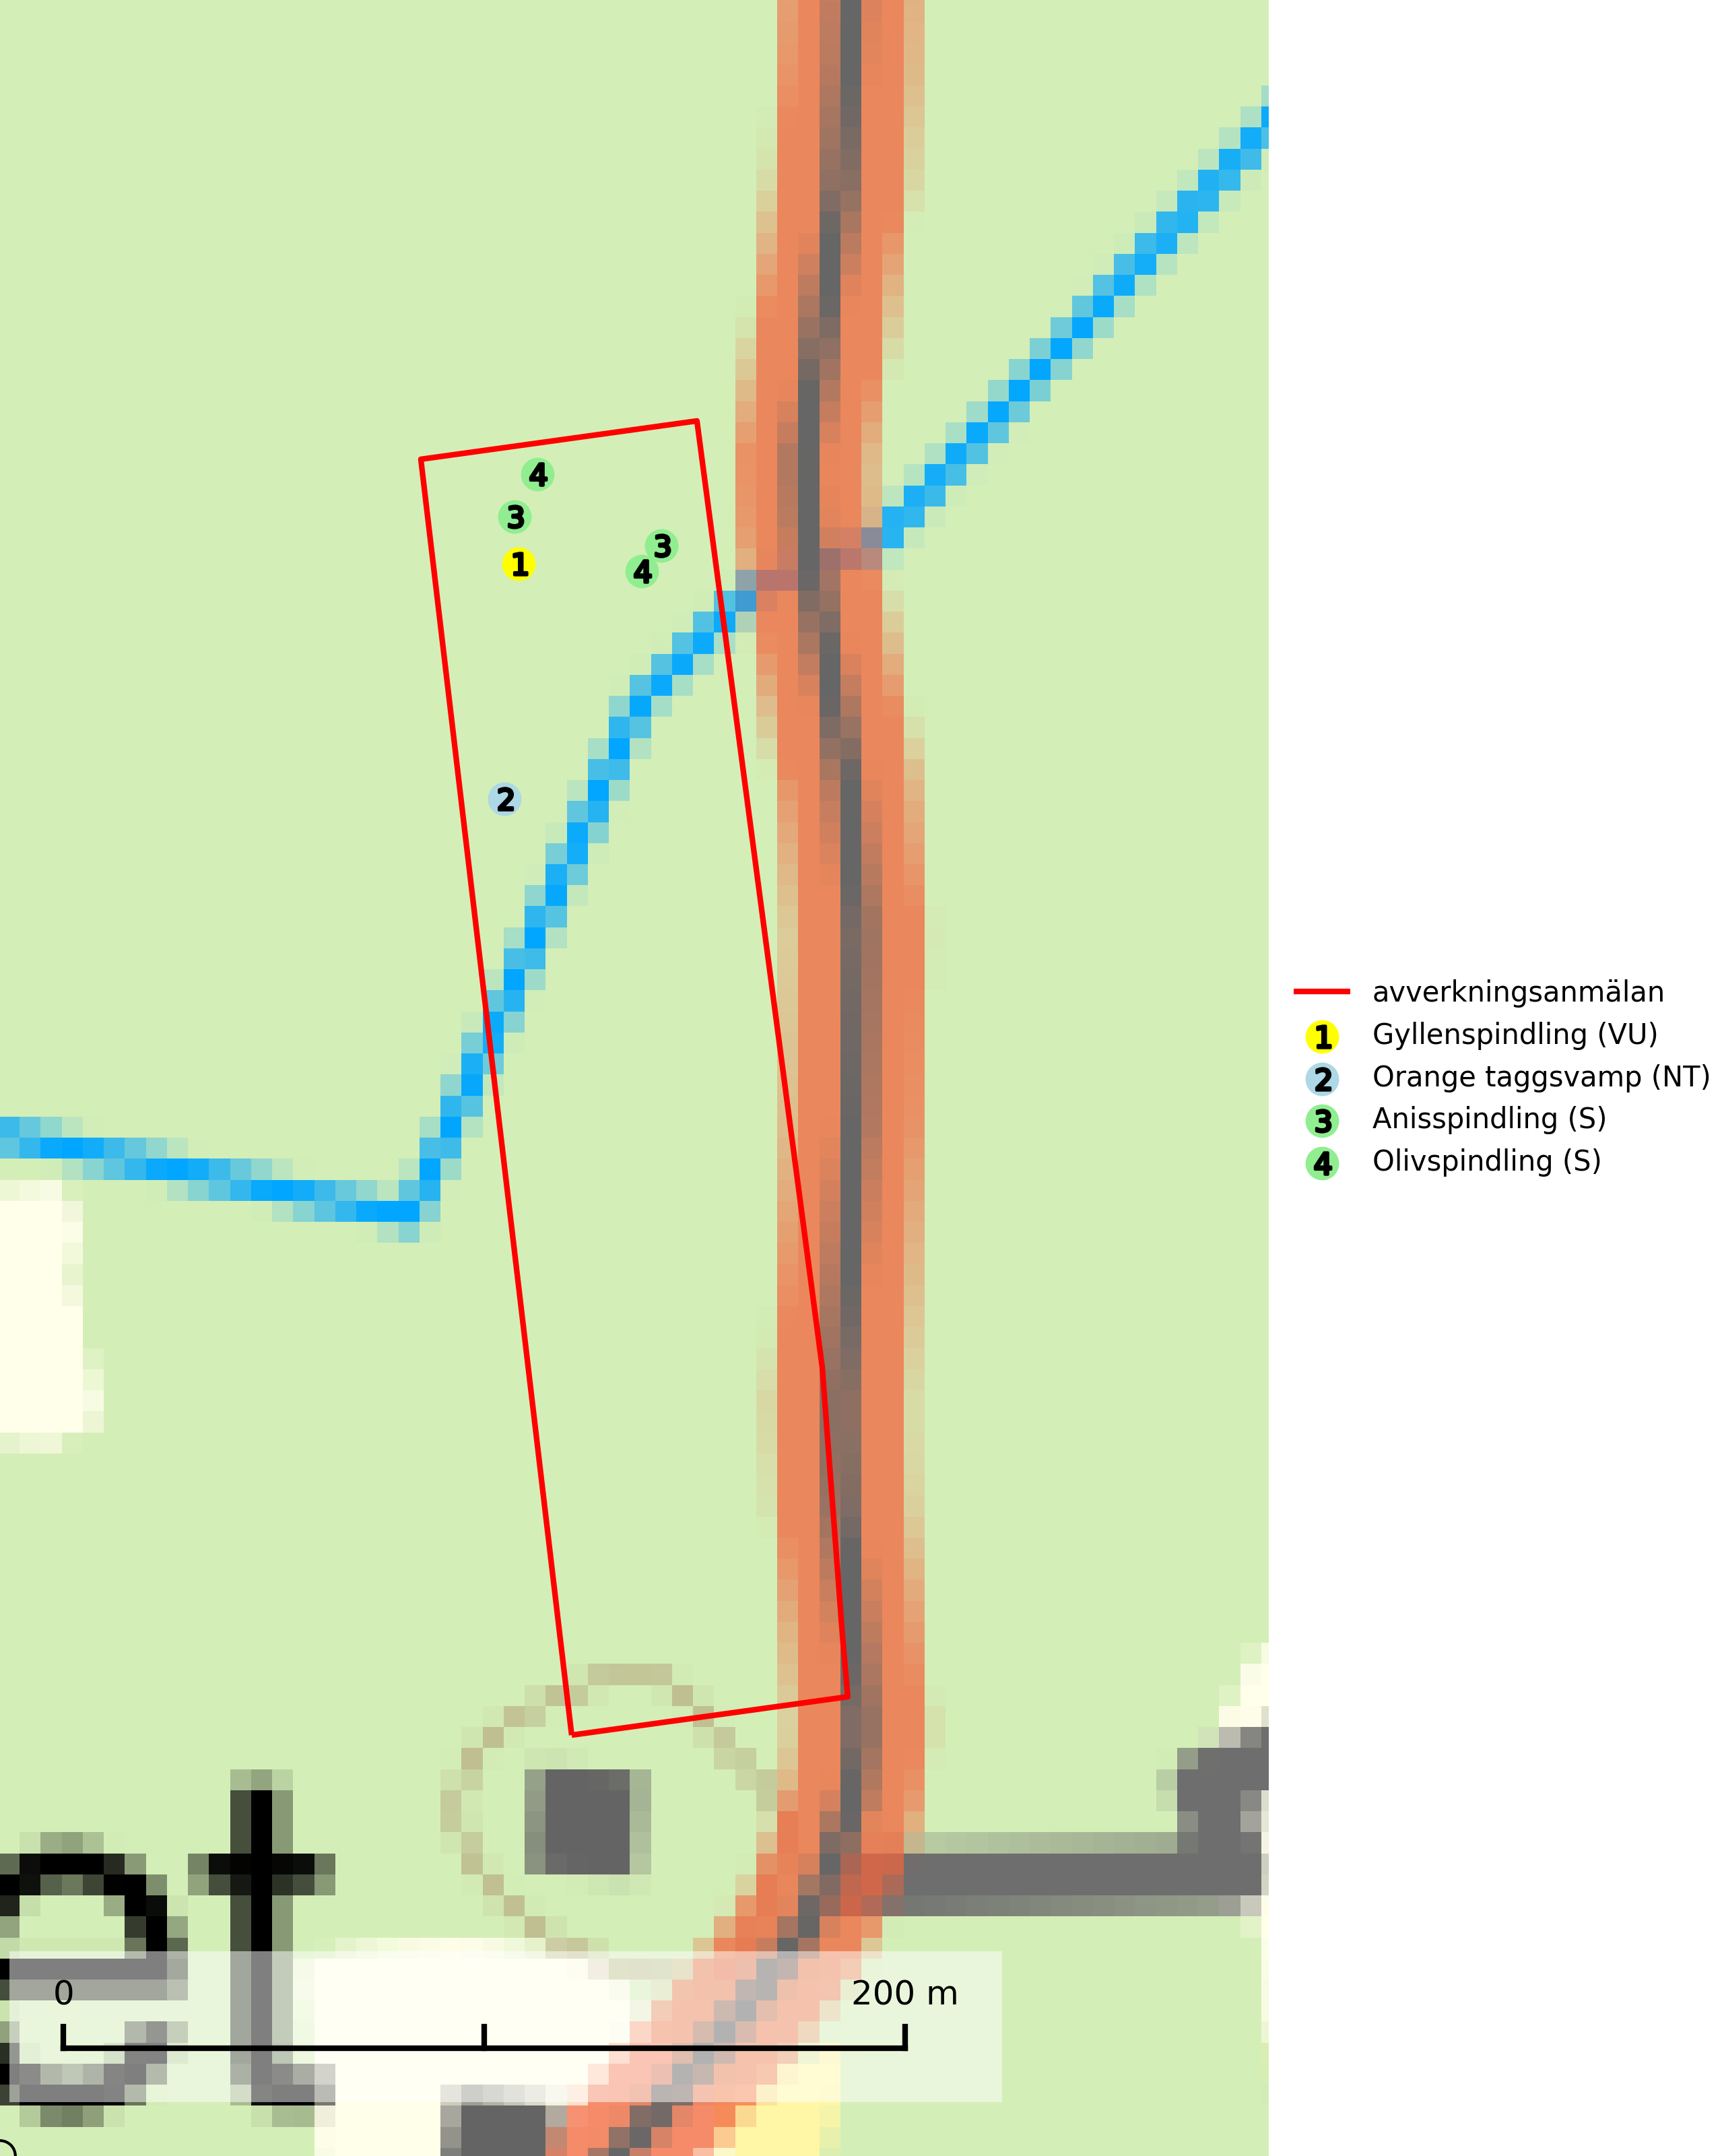 4
3
3
1
4
2
avverkningsanmälan
1 Gyllenspindling (VU)
2 Orange taggsvamp (NT)
3 Anisspindling (S)
4 Olivspindling (S)
t
0 200 m